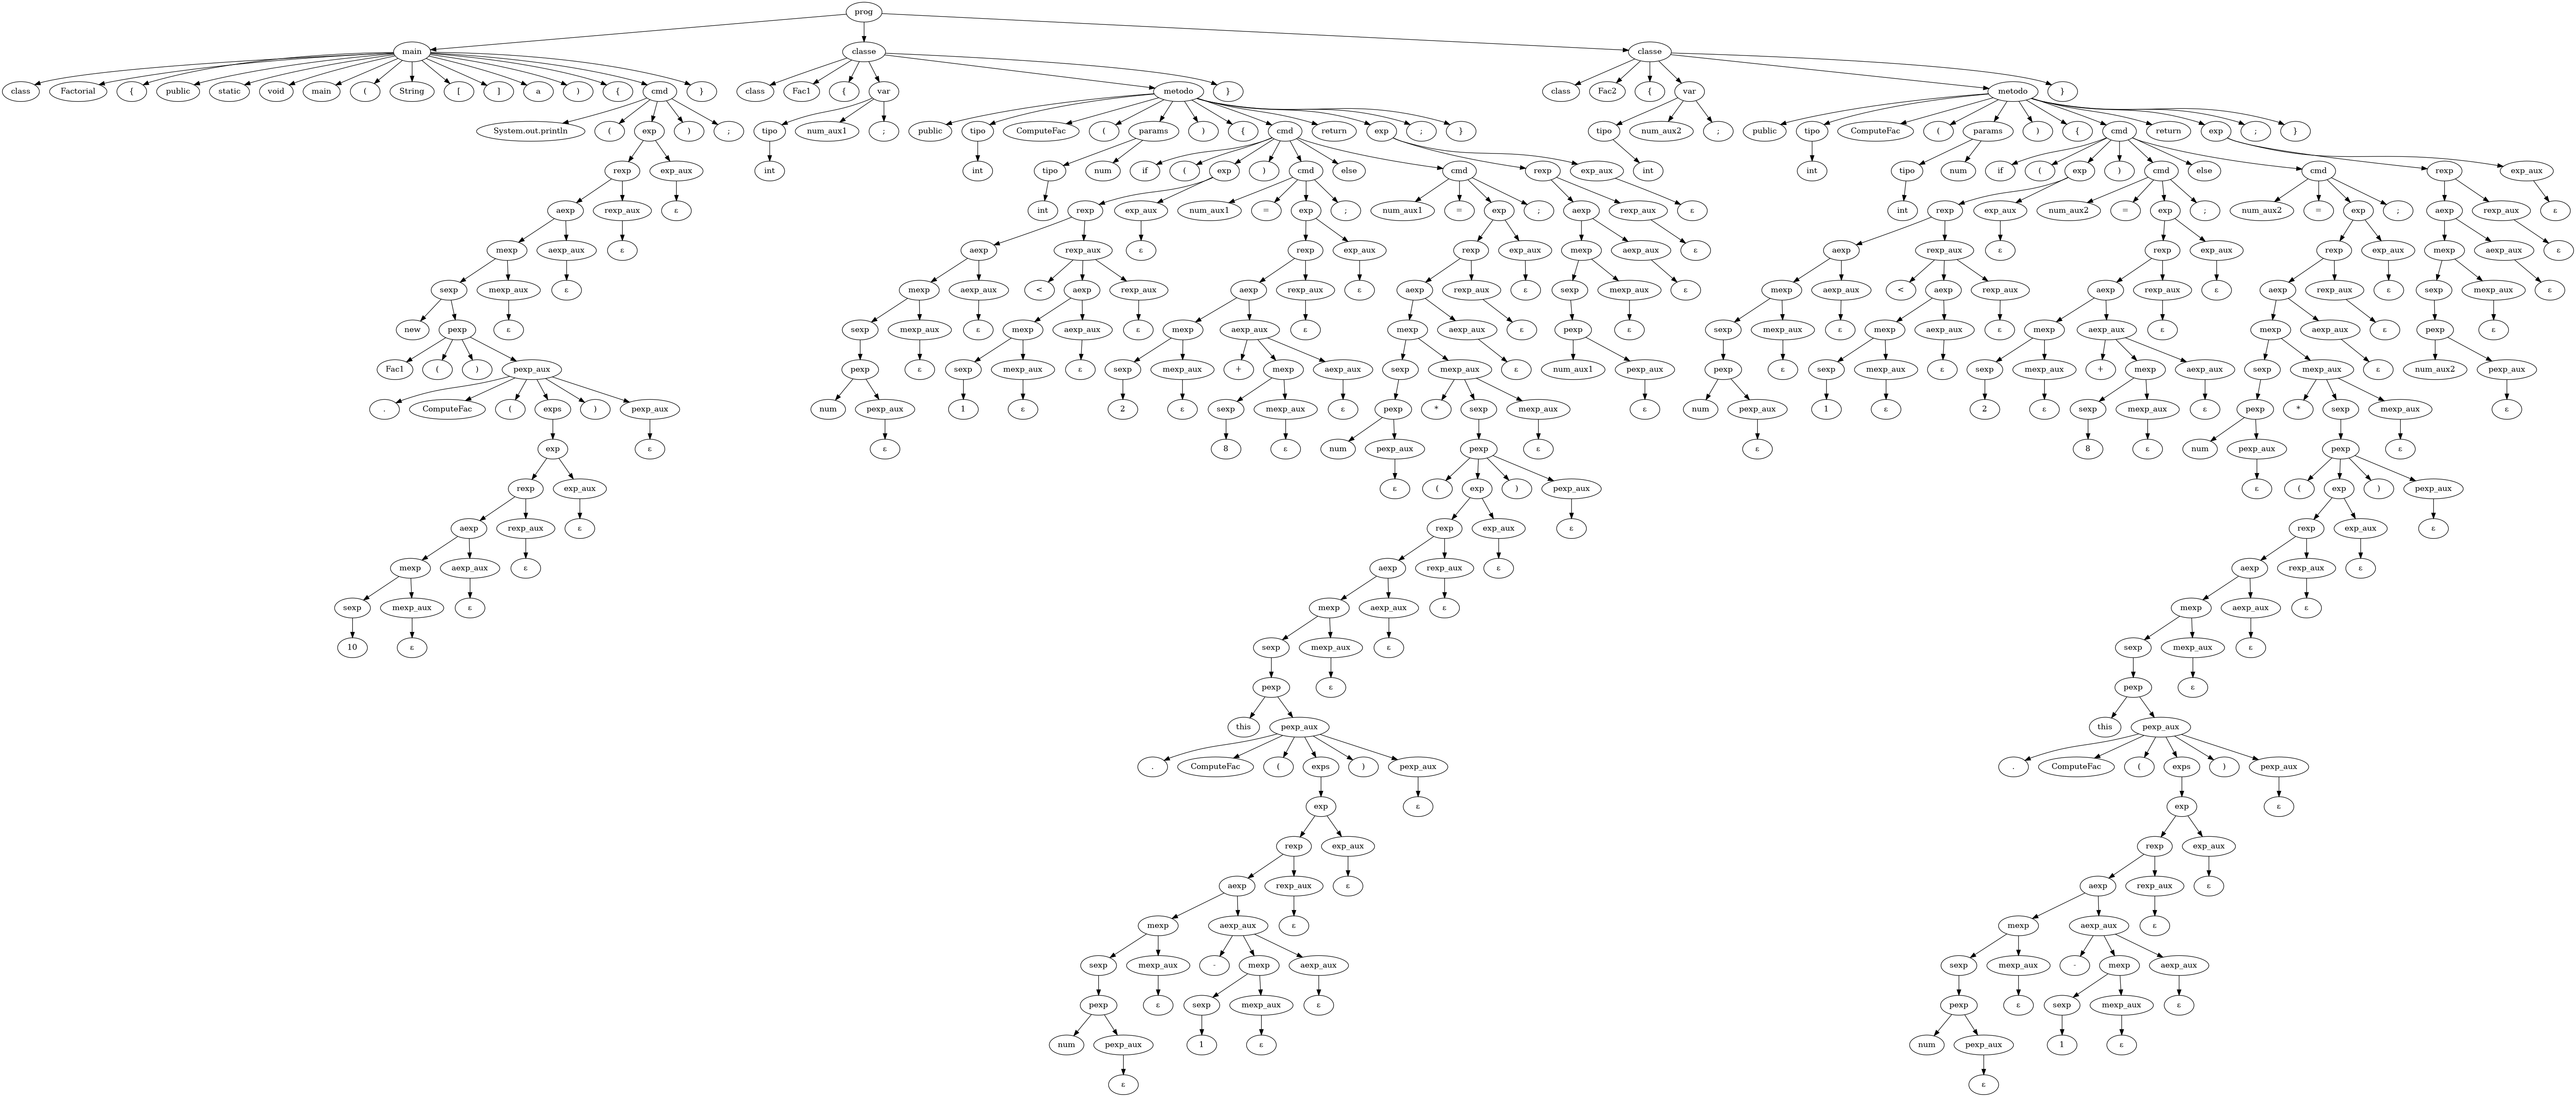 prog
main classe classe
class Factorial { public static void main ( String [ ] a ) { cmd } class Fac1 { var metodo } class Fac2 { var metodo }
System.out.println ( exp ) ; tipo num_aux1 ; public tipo ComputeFac ( params ) { cmd return exp ; } tipo num_aux2 ; public tipo ComputeFac ( params ) { cmd return exp ; }
rexp exp_aux int int tipo num if ( exp ) cmd else cmd rexp exp_aux int int tipo num if ( exp ) cmd else cmd rexp exp_aux
aexp rexp_aux ε int rexp exp_aux num_aux1 = exp ; num_aux1 = exp ; aexp rexp_aux ε int rexp exp_aux num_aux2 = exp ; num_aux2 = exp ; aexp rexp_aux ε
mexp aexp_aux ε aexp rexp_aux ε rexp exp_aux rexp exp_aux mexp aexp_aux ε aexp rexp_aux ε rexp exp_aux rexp exp_aux mexp aexp_aux ε
sexp mexp_aux ε mexp aexp_aux < aexp rexp_aux aexp rexp_aux ε aexp rexp_aux ε sexp mexp_aux ε mexp aexp_aux < aexp rexp_aux aexp rexp_aux ε aexp rexp_aux ε sexp mexp_aux ε
new pexp ε sexp mexp_aux ε mexp aexp_aux ε mexp aexp_aux ε mexp aexp_aux ε pexp ε sexp mexp_aux ε mexp aexp_aux ε mexp aexp_aux ε mexp aexp_aux ε pexp ε
Fac1 ( ) pexp_aux pexp ε sexp mexp_aux ε sexp mexp_aux + mexp aexp_aux sexp mexp_aux ε num_aux1 pexp_aux pexp ε sexp mexp_aux ε sexp mexp_aux + mexp aexp_aux sexp mexp_aux ε num_aux2 pexp_aux
. ComputeFac ( exps ) pexp_aux num pexp_aux 1 ε 2 ε sexp mexp_aux ε pexp * sexp mexp_aux ε num pexp_aux 1 ε 2 ε sexp mexp_aux ε pexp * sexp mexp_aux ε
exp ε ε 8 ε num pexp_aux pexp ε ε 8 ε num pexp_aux pexp ε
rexp exp_aux ε ( exp ) pexp_aux ε ( exp ) pexp_aux
aexp rexp_aux ε rexp exp_aux ε rexp exp_aux ε
mexp aexp_aux ε aexp rexp_aux ε aexp rexp_aux ε
sexp mexp_aux ε mexp aexp_aux ε mexp aexp_aux ε
10 ε sexp mexp_aux ε sexp mexp_aux ε
pexp ε pexp ε
this pexp_aux this pexp_aux
. ComputeFac ( exps ) pexp_aux . ComputeFac ( exps ) pexp_aux
exp ε exp ε
rexp exp_aux rexp exp_aux
aexp rexp_aux ε aexp rexp_aux ε
mexp aexp_aux ε mexp aexp_aux ε
sexp mexp_aux - mexp aexp_aux sexp mexp_aux - mexp aexp_aux
pexp ε sexp mexp_aux ε pexp ε sexp mexp_aux ε
num pexp_aux 1 ε num pexp_aux 1 ε
ε ε